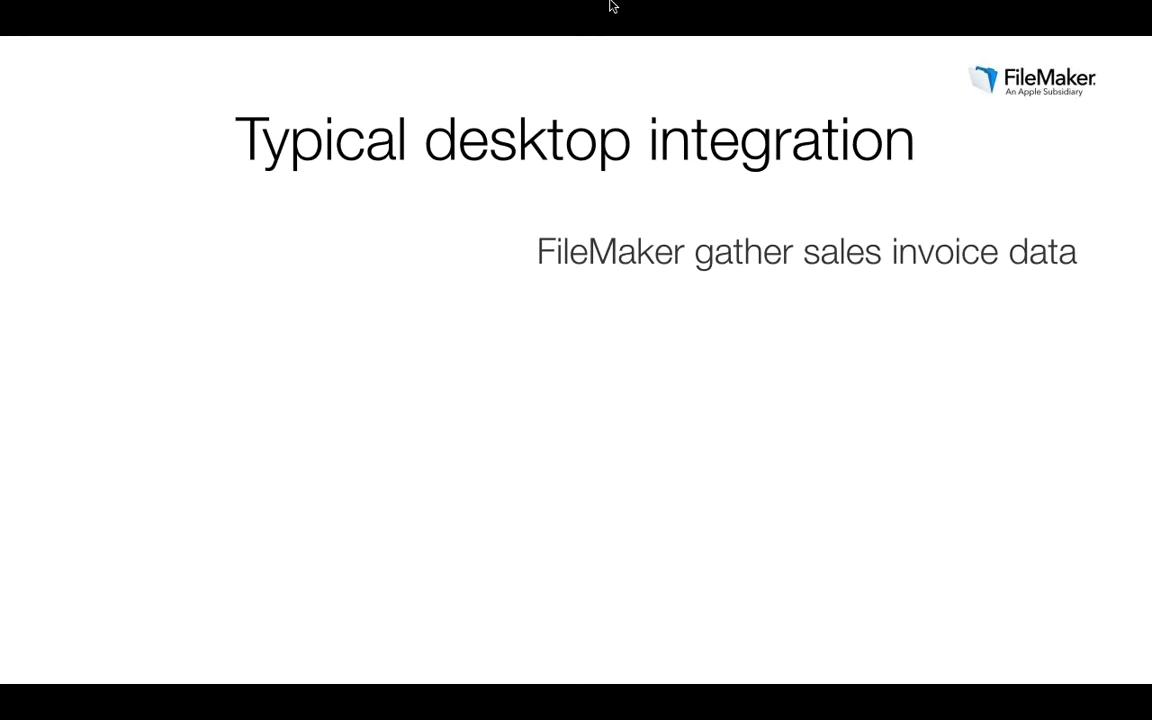 FileMaker.
An Apple Subsidiary
Typical desktop integration
FileMaker gather sales invoice data